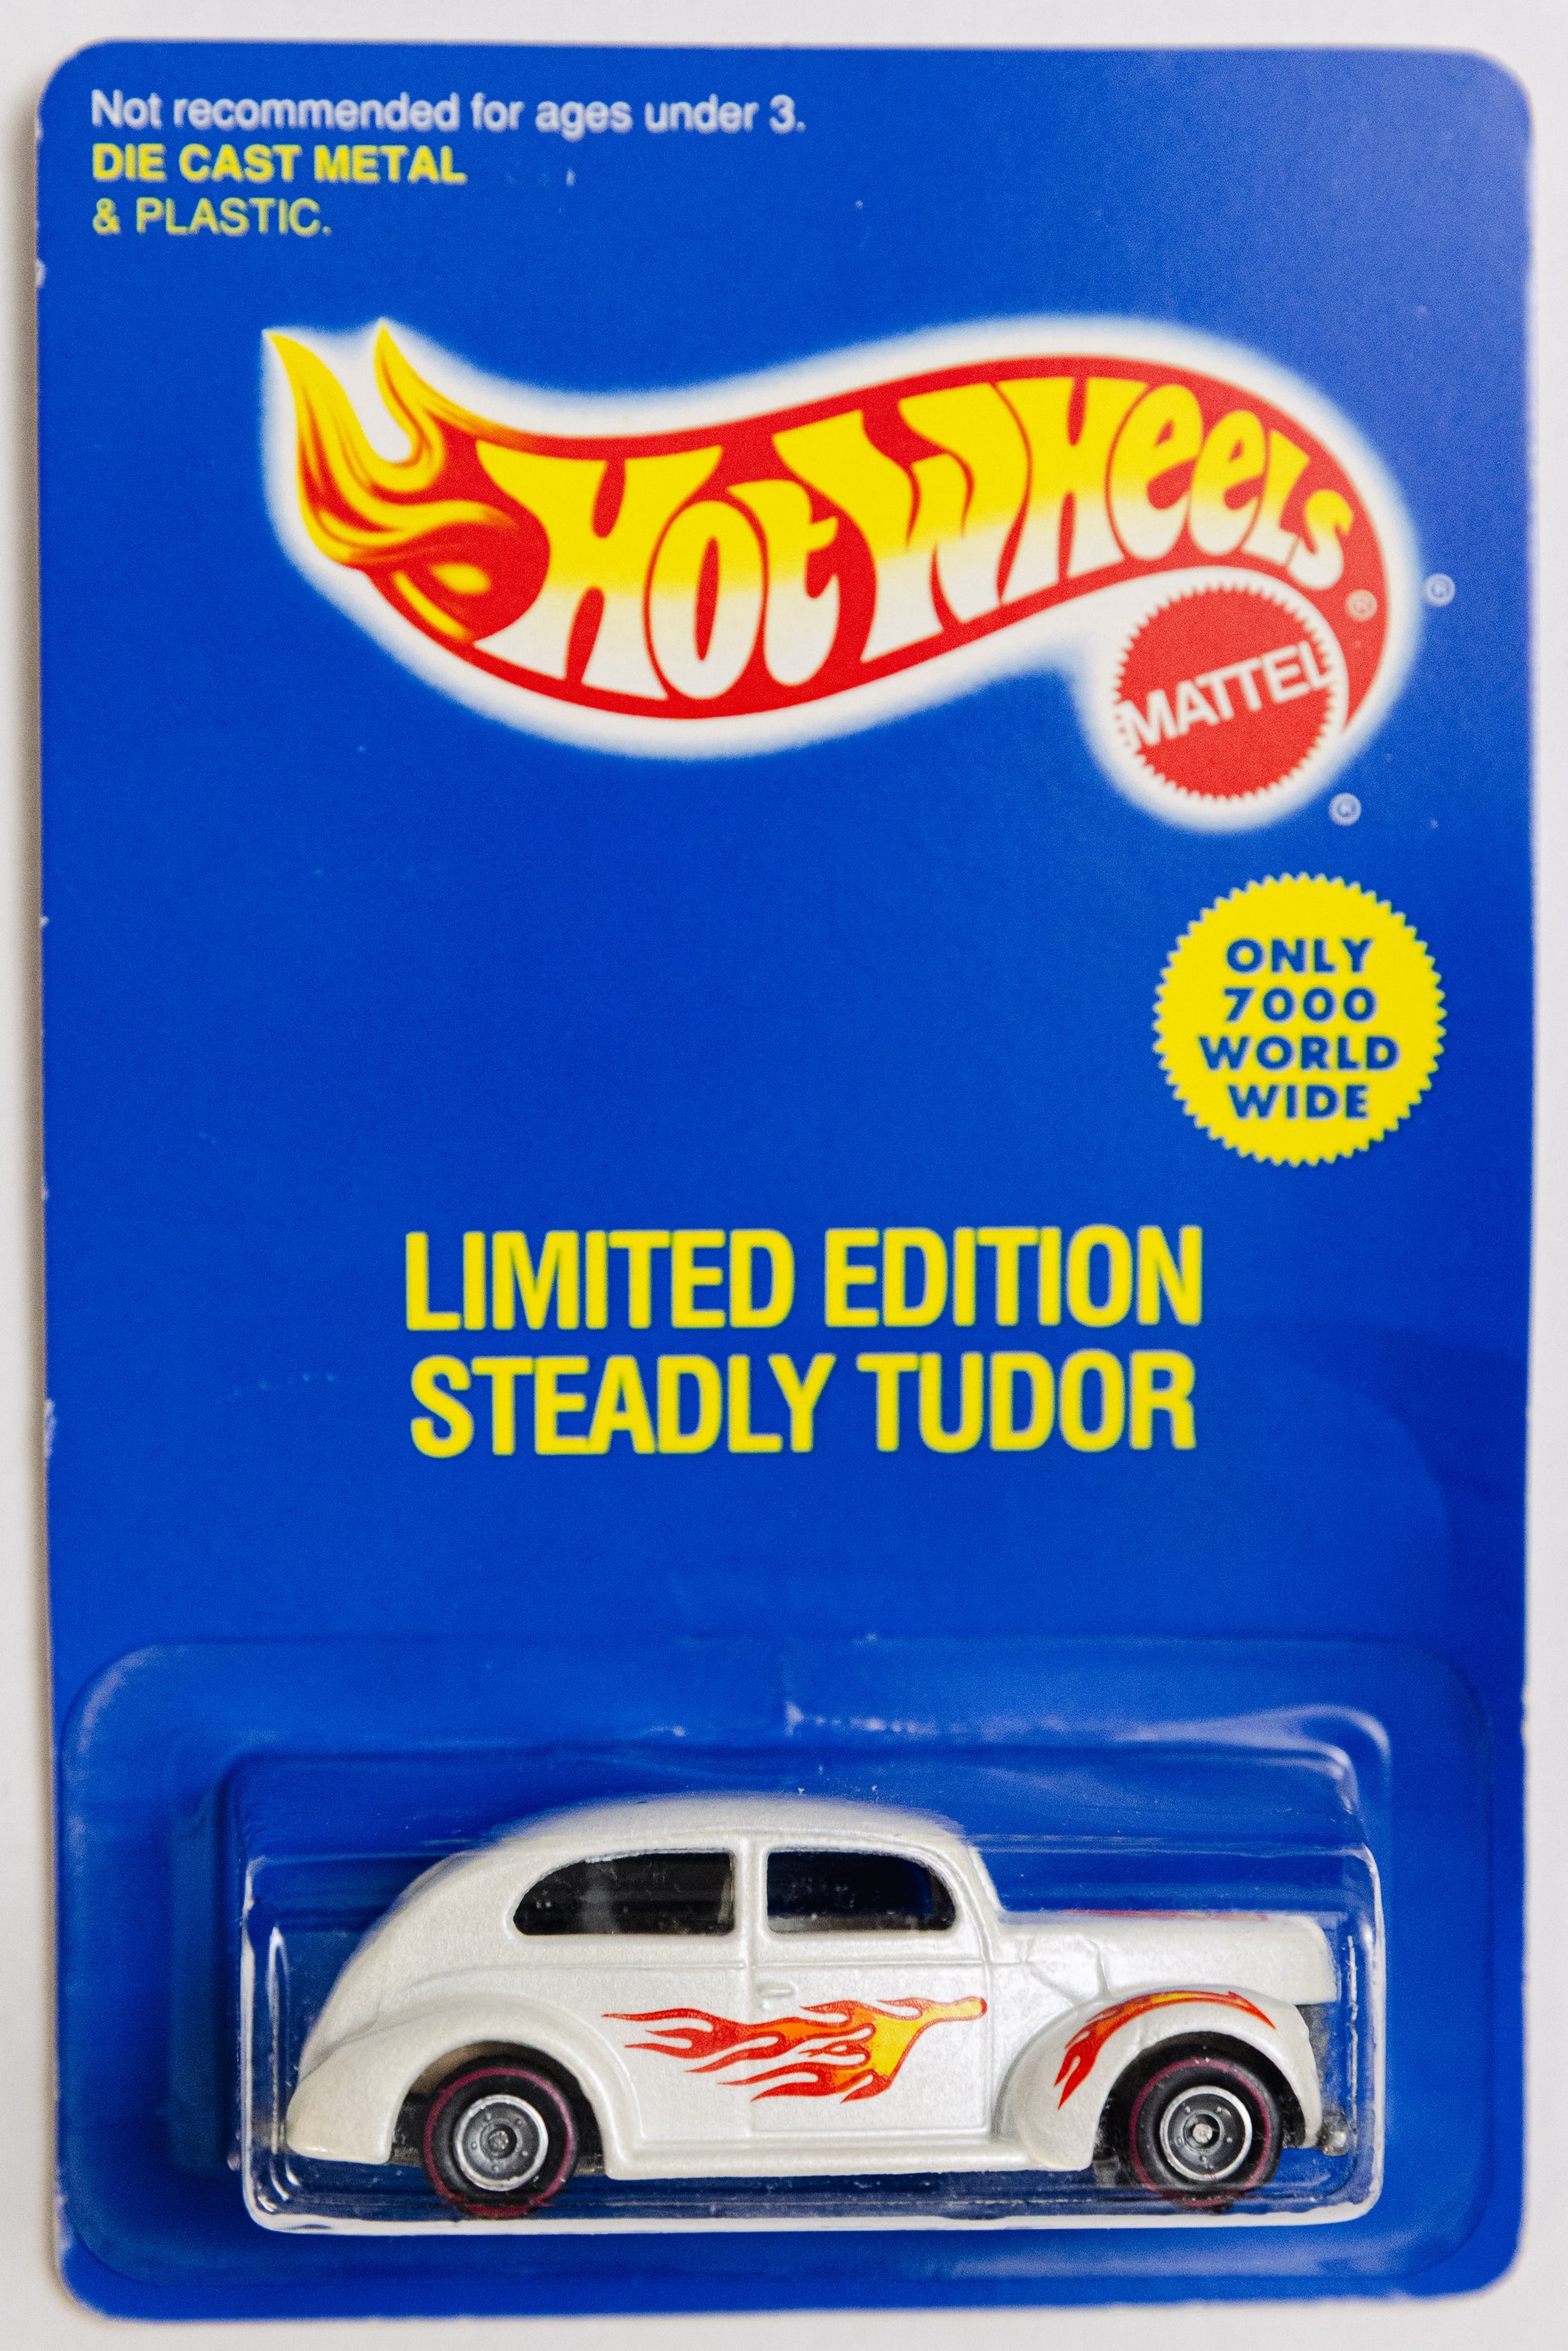 Not recommended for ages under 3.
DIE CAST METAL
& PLASTIC.
HOT WHEELS ®
®
MATTEL
®
ONLY
7000
WORLD
WIDE
LIMITED EDITION
STEADLY TUDOR